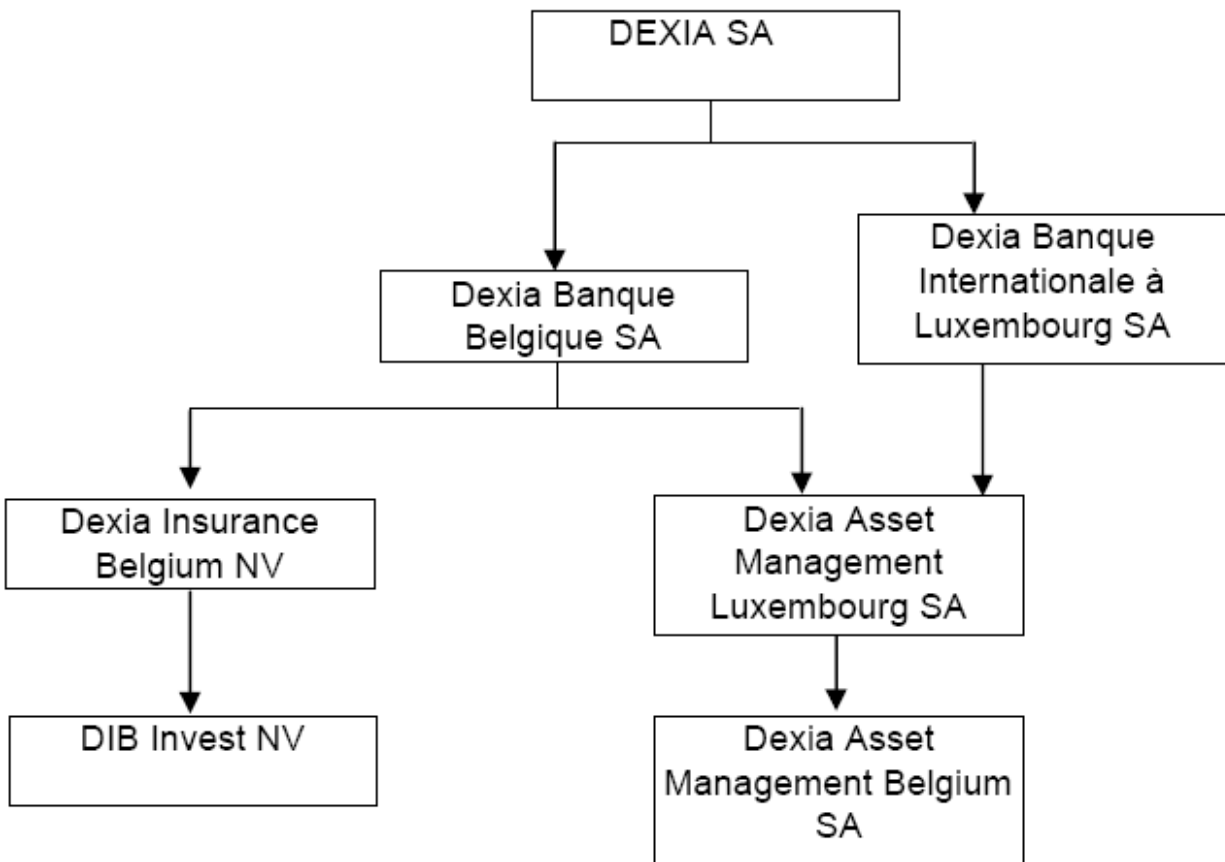 DEXIA SA
Dexia Banque
Internationale à
Luxembourg SA
Dexia Banque
Belgique SA
Dexia Insurance
Belgium NV
Dexia Asset
Management
Luxembourg SA
DIB Invest NV
Dexia Asset
Management Belgium
SA